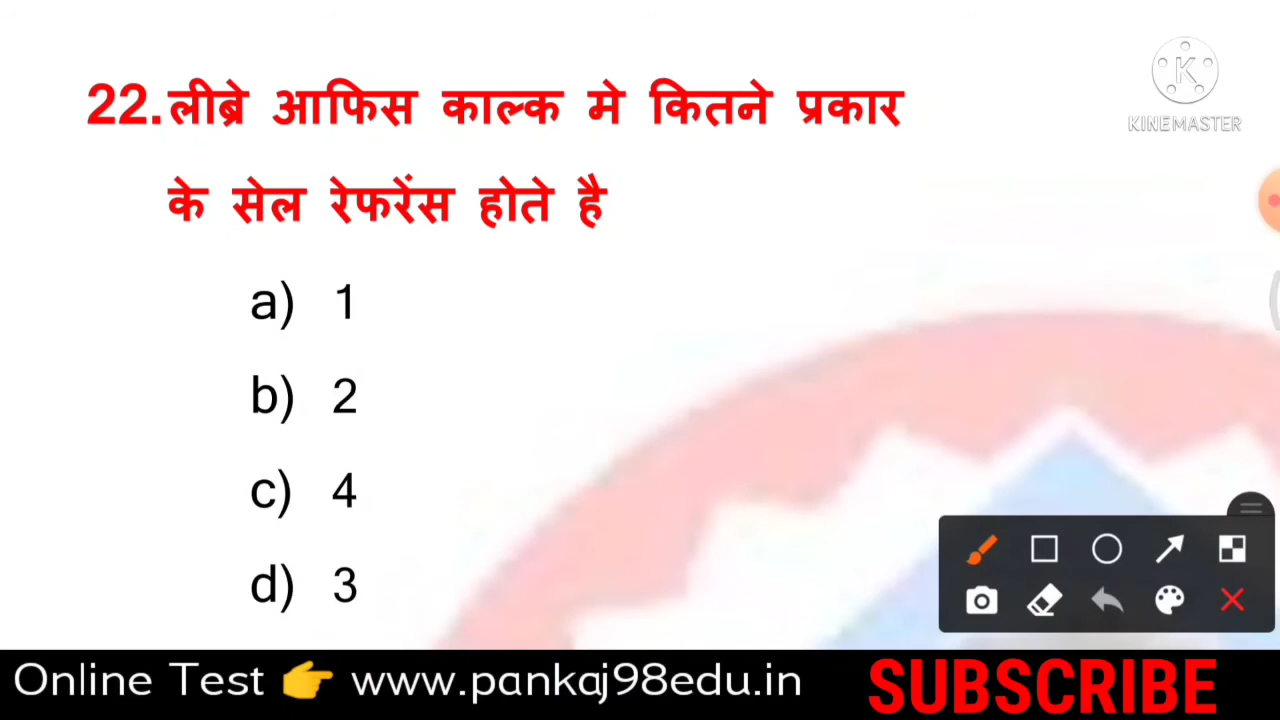 22.लीब्रे आफिस काल्क मे कितने प्रकार
के सेल रेफरेंस होते है
a) 1
b) 2
c) 4
d) 3
KINEMASTER
Online Test 👉 www.pankaj98edu.in SUBSCRIBE